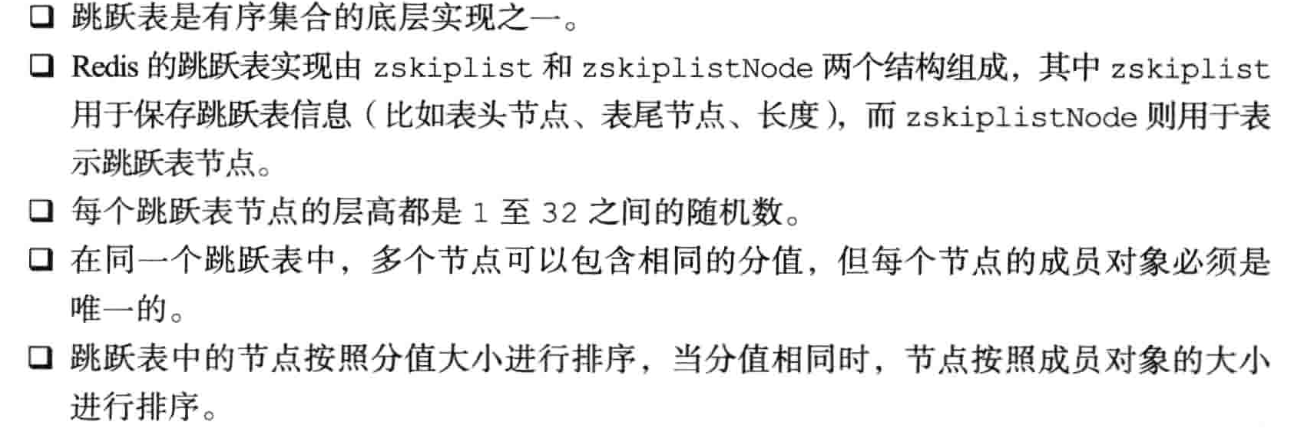 ❑ 跳跃表是有序集合的底层实现之一。
❑ Redis 的跳跃表实现由 zskiplist 和 zskiplistNode 两个结构组成，其中 zskiplist
用于保存跳跃表信息（比如表头节点、表尾节点、长度），而 zskiplistNode 则用于表
示跳跃表节点。
❑ 每个跳跃表节点的层高都是 1 至 32 之间的随机数。
❑ 在同一个跳跃表中，多个节点可以包含相同的分值，但每个节点的成员对象必须是
唯一的。
❑ 跳跃表中的节点按照分值大小进行排序，当分值相同时，节点按照成员对象的大小
进行排序。